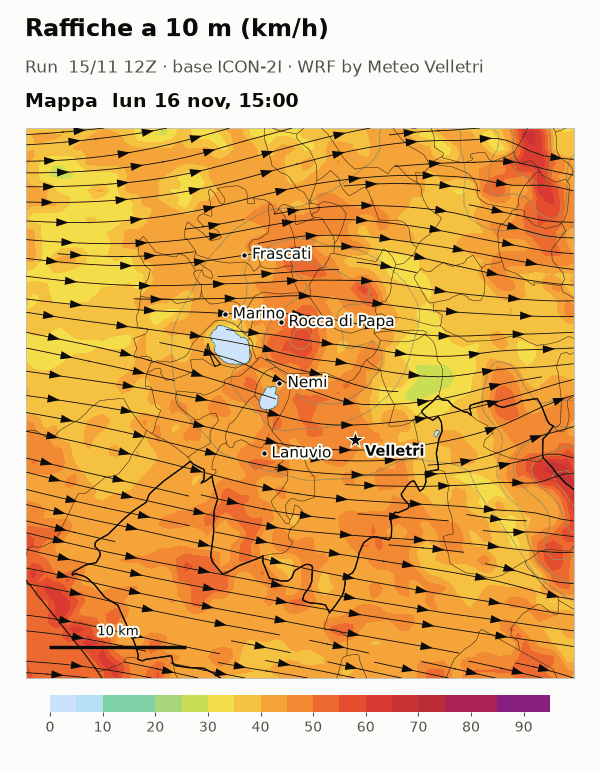 Raffiche a 10 m (km/h)
Run 15/11 12Z · base ICON-2I · WRF by Meteo Velletri
Mappa lun 16 nov, 15:00
Frascati
Marino
Rocca di Papa
Nemi
Velletri
Lanuvio
10 km
0 10 20 30 40 50 60 70 80 90